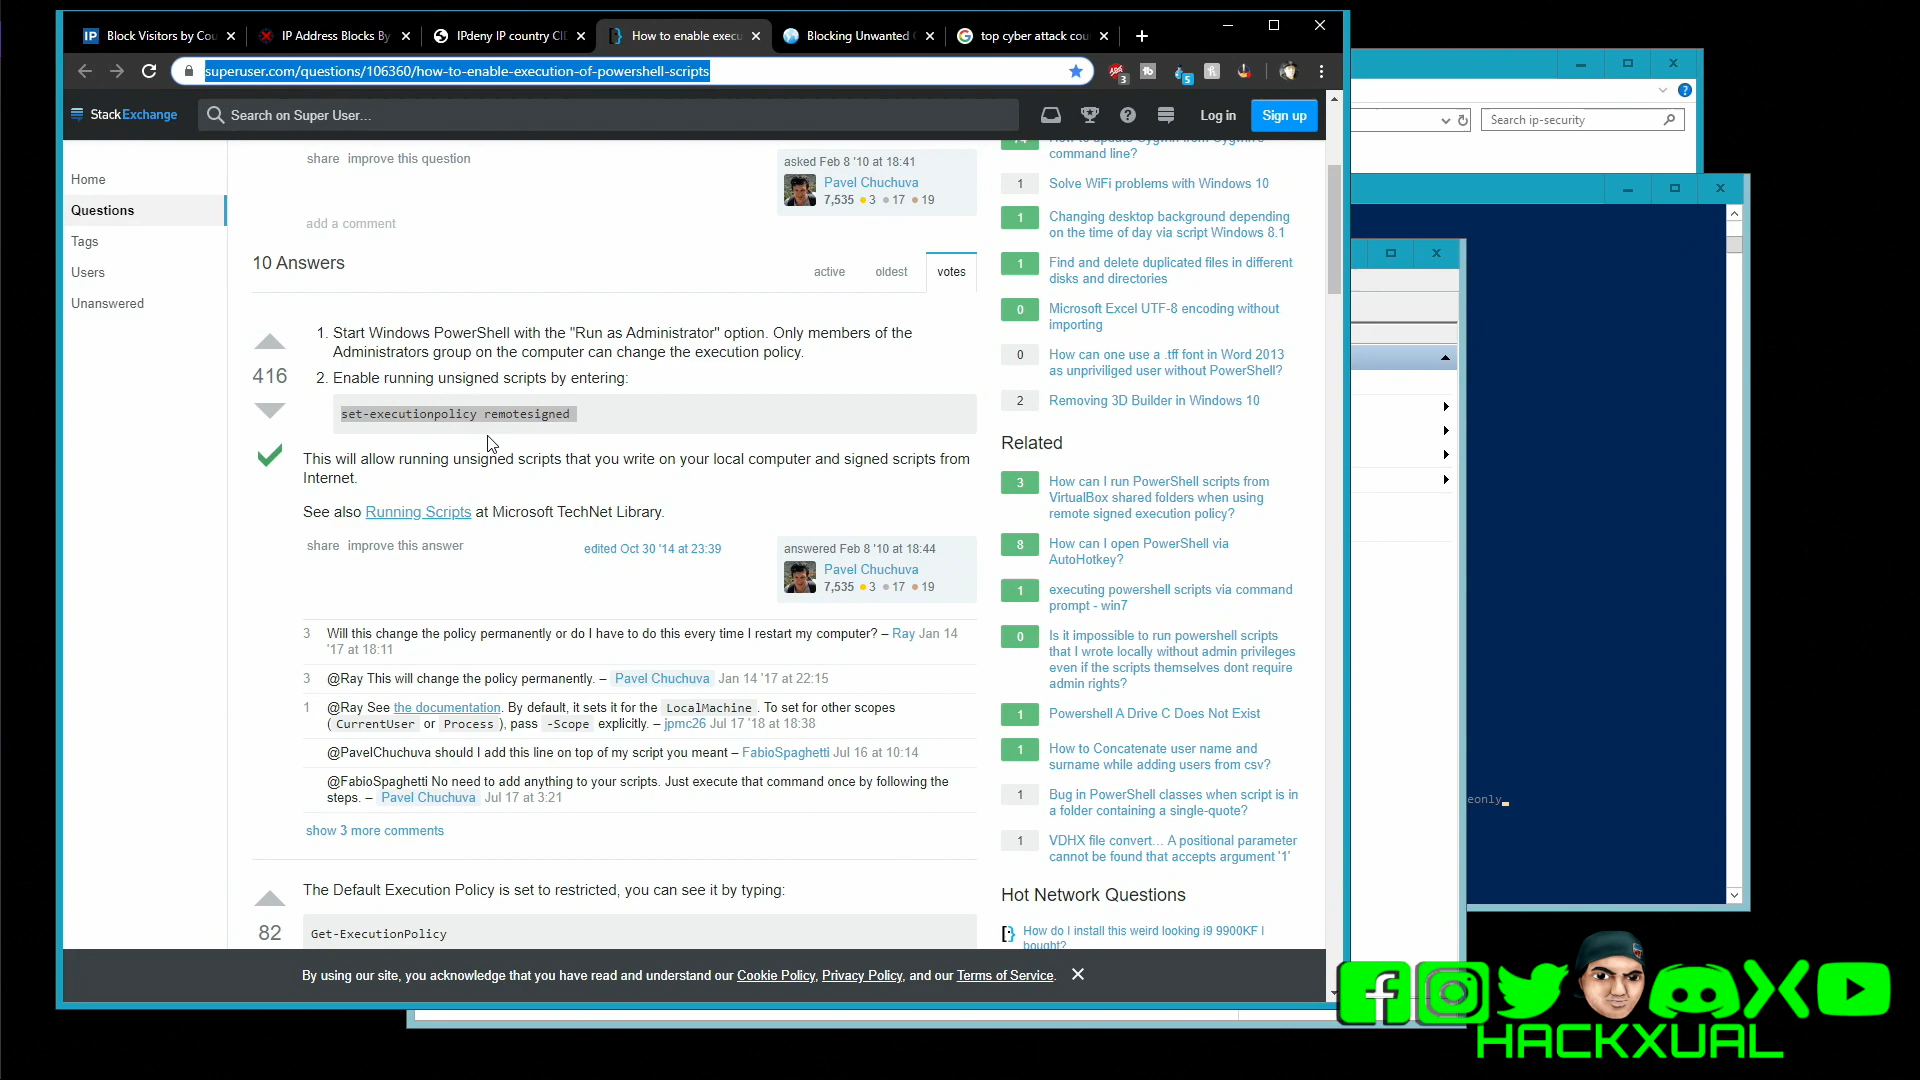 IP Block Visitors by Cou
IP Address Blocks By
IPdeny IP country CI
How to enable exec
Blocking Unwanted
top cyber attack cou
superuser.com/questions/106360/how-to-enable-execution-of-powershell-scripts
StackExchange
Search on Super User...
Log in
Sign up
Search ip-security
Home
Questions
Tags
Users
Unanswered
share improve this question
asked Feb 8 '10 at 18:41
Pavel Chuchuva
7,535 3 17 19
add a comment
10 Answers
active
oldest
votes
416
1. Start Windows PowerShell with the "Run as Administrator" option. Only members of the
Administrators group on the computer can change the execution policy.
2. Enable running unsigned scripts by entering:
set-executionpolicy remotesigned
This will allow running unsigned scripts that you write on your local computer and signed scripts from
Internet.
See also Running Scripts at Microsoft TechNet Library.
share improve this answer
edited Oct 30 '14 at 23:39
answered Feb 8 '10 at 18:44
Pavel Chuchuva
7,535 3 17 19
3 Will this change the policy permanently or do I have to do this every time I restart my computer? – Ray Jan 14
'17 at 18:11
3 @Ray This will change the policy permanently. – Pavel Chuchuva Jan 14 '17 at 22:15
1 @Ray See the documentation. By default, it sets it for the LocalMachine. To set for other scopes
(CurrentUser or Process), pass -Scope explicitly. – jpmc26 Jul 17 '18 at 18:38
@PavelChuchuva should I add this line on top of my script you meant – FabioSpaghetti Jul 16 at 10:14
@FabioSpaghetti No need to add anything to your scripts. Just execute that command once by following the
steps. – Pavel Chuchuva Jul 17 at 3:21
show 3 more comments
82
The Default Execution Policy is set to restricted, you can see it by typing:
Get-ExecutionPolicy
command line?
1 Solve WiFi problems with Windows 10
1 Changing desktop background depending
on the time of day via script Windows 8.1
1 Find and delete duplicated files in different
disks and directories
0 Microsoft Excel UTF-8 encoding without
importing
0 How can one use a .tff font in Word 2013
as unpriviliged user without PowerShell?
2 Removing 3D Builder in Windows 10
Related
3 How can I run PowerShell scripts from
VirtualBox shared folders when using
remote signed execution policy?
8 How can I open PowerShell via
AutoHotkey?
1 executing powershell scripts via command
prompt - win7
0 Is it impossible to run powershell scripts
that I wrote locally without admin privileges
even if the scripts themselves dont require
admin rights?
1 Powershell A Drive C Does Not Exist
1 How to Concatenate user name and
surname while adding users from csv?
1 Bug in PowerShell classes when script is in
a folder containing a single-quote?
1 VDHX file convert... A positional parameter
cannot be found that accepts argument '1'
Hot Network Questions
How do I install this weird looking i9 9900KF I
bought?
By using our site, you acknowledge that you have read and understand our Cookie Policy, Privacy Policy, and our Terms of Service.
eonly
HACKXUAL